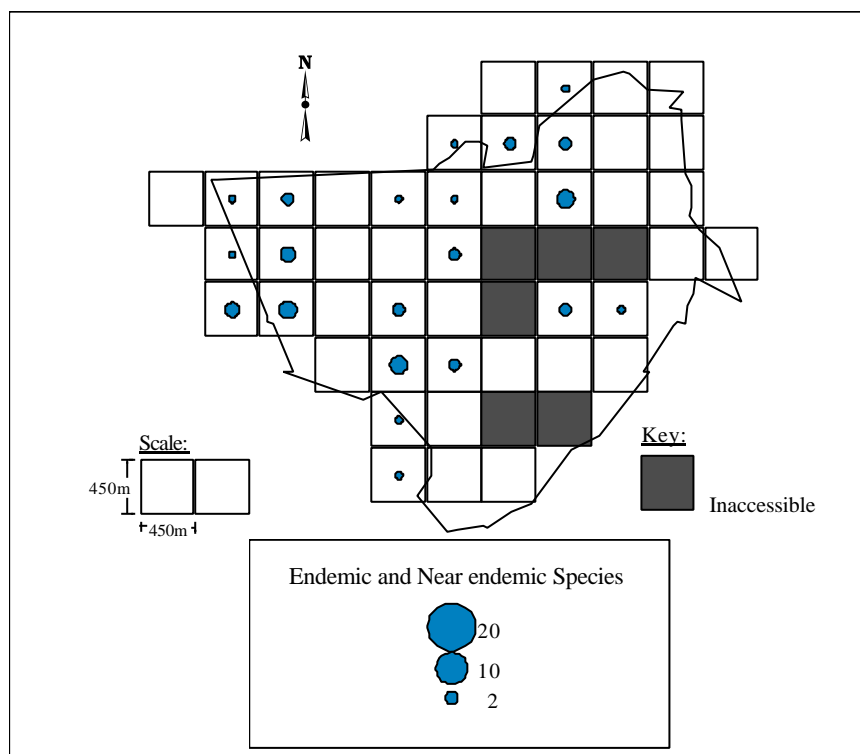 N
Scale:
450m
450m
Key:
Inaccessible
Endemic and Near endemic Species
20
10
2